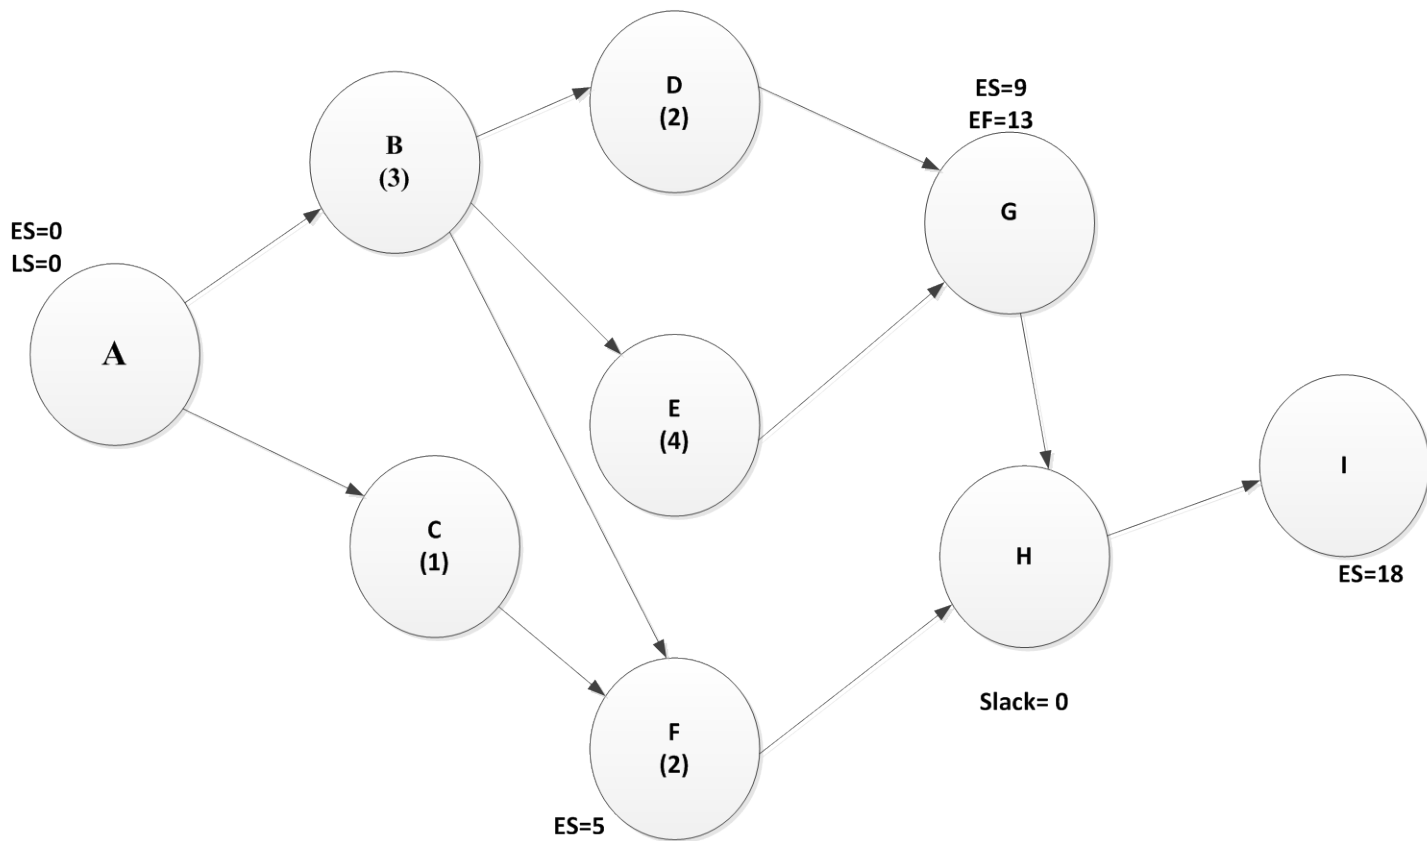 D
(2)
ES=9
EF=13
B
(3)
G
ES=0
LS=0
A
E
(4)
I
C
(1)
H
ES=18
Slack= 0
F
(2)
ES=5